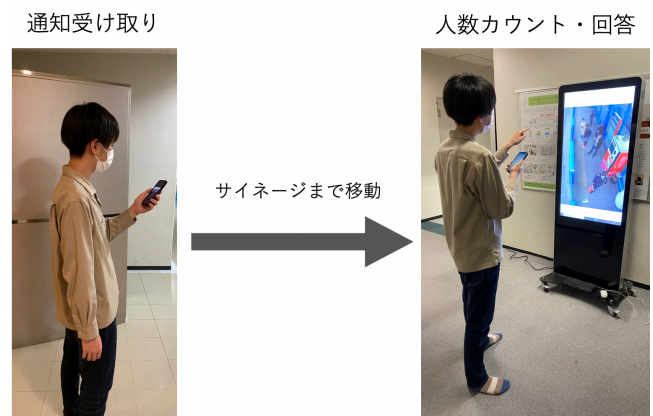 通知受け取り
人数カウント・回答
サイネージまで移動